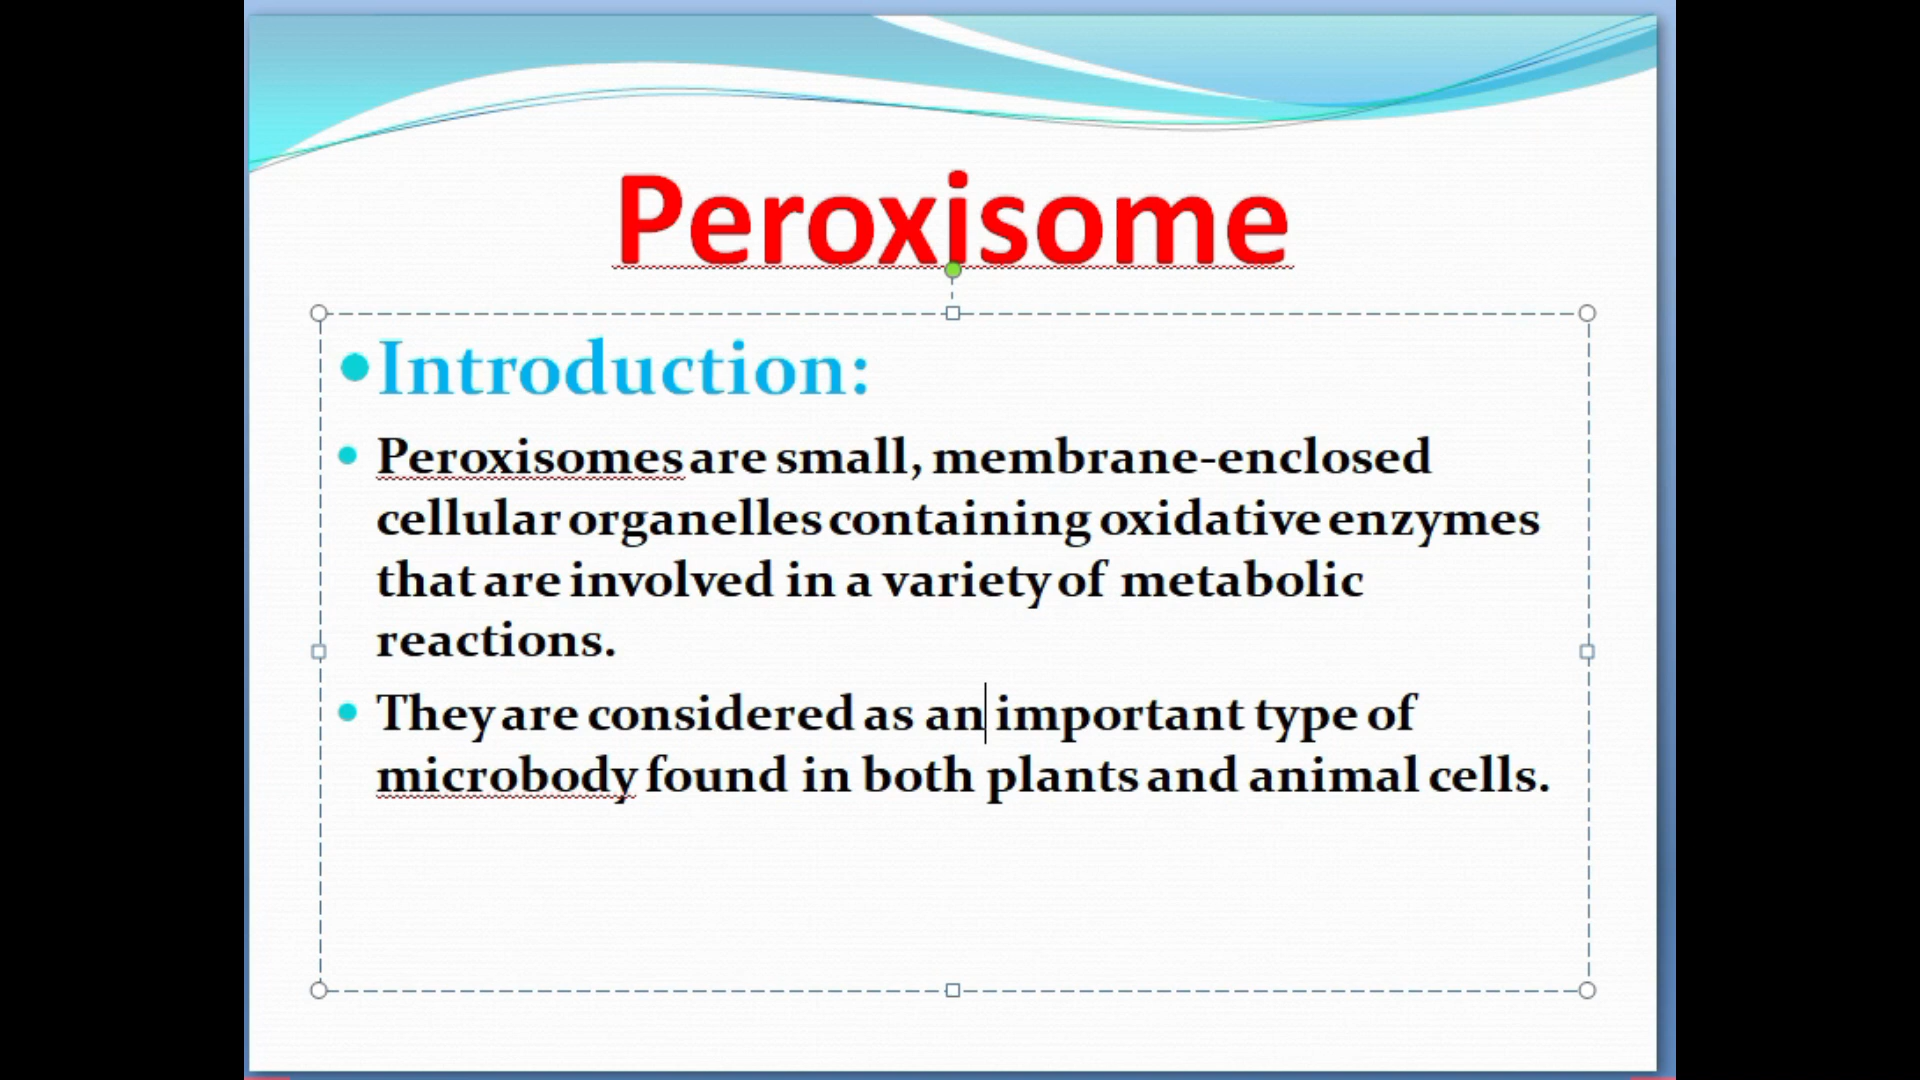 Peroxisome
•Introduction:
• Peroxisomes are small, membrane-enclosed
cellular organelles containing oxidative enzymes
that are involved in a variety of metabolic
reactions.
• They are considered as an important type of
microbody found in both plants and animal cells.